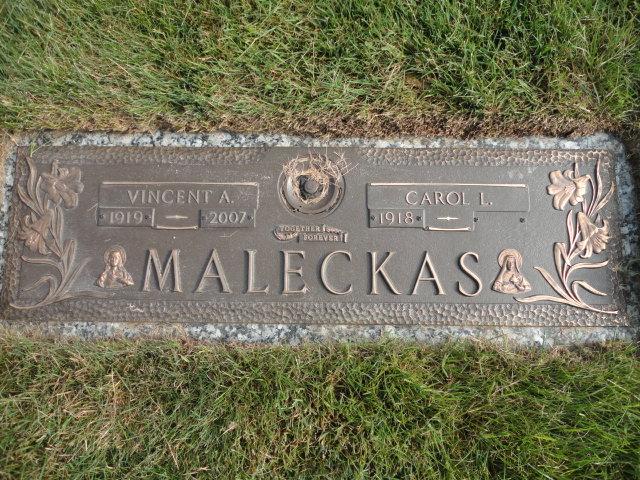 VINCENT A.
1919 2007
TOGETHER
FOREVER
CAROL L.
1918
MALECKAS